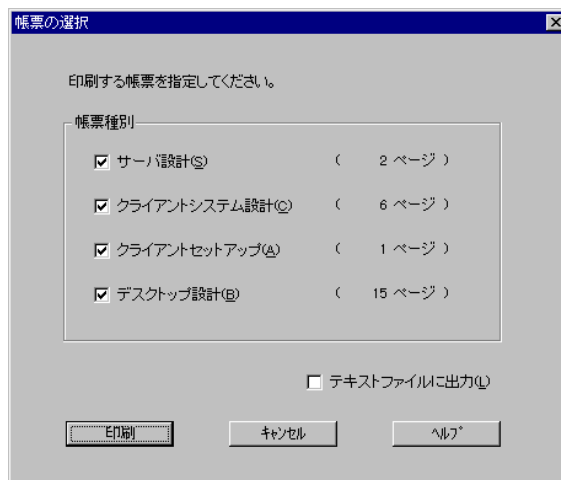 帳票の選択
印刷する帳票を指定してください。
帳票種別
サーバ設計(S) ( 2 ページ )
クライアントシステム設計(C) ( 6 ページ )
クライアントセットアップ(A) ( 1 ページ )
デスクトップ設計(B) ( 15 ページ )
テキストファイルに出力(L)
印刷 ｷｬﾝｾﾙ ﾍﾙﾌﾟ